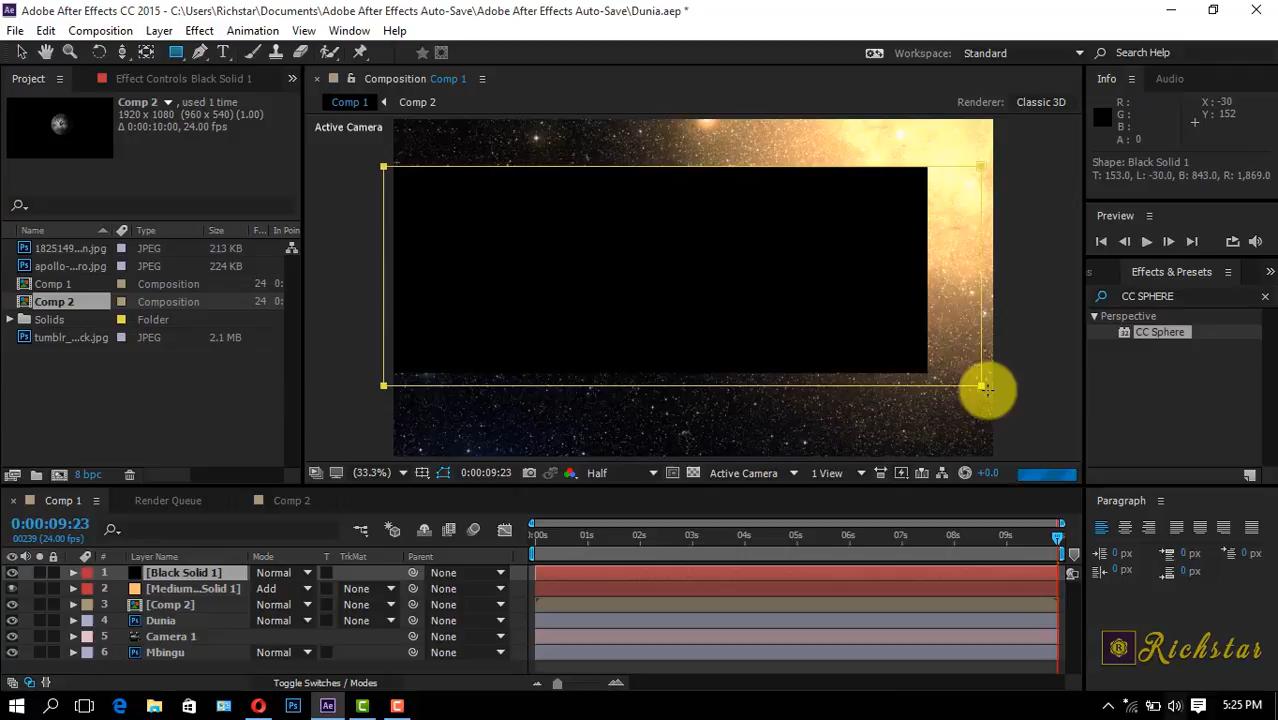 Adobe After Effects CC 2015 - C:\Users\Richstar\Documents\Adobe After Effects Auto-Save\Adobe After Effects Auto-Save\Dunia.aep *
File Edit Composition Layer Effect Animation View Window Help
Workspace: Standard Search Help
Project Effect Controls Black Solid 1 Composition Comp 1 Info Audio
Comp 2 , used 1 time
1920 x 1080 (960 x 540) (1.00)
Δ 0:00:10:00, 24.00 fps
Comp 1 Comp 2 Renderer: Classic 3D
Active Camera
R : X : -30
G : Y : 152
B :
A : 0
Shape: Black Solid 1
T: 153.0, L: -30.0, B: 843.0, R: 1,869.0
Preview
Name Type Size F... In Poin
1825149...n.jpg JPEG 213 KB
apollo-...ro.jpg JPEG 224 KB
Comp 1 Composition 24 0:
Comp 2 Composition 24 0:
Solids Folder
tumblr_...ck.jpg JPEG 2.1 MB
s Effects & Presets
CC SPHERE
Perspective
32 CC Sphere
8 bpc
(33.3%) 0:00:09:23 Half Active Camera 1 View +0.0
Comp 1 Render Queue Comp 2
0:00:09:23
00239 (24.00 fps)
):00s 01s 02s 03s 04s 05s 06s 07s 08s 09s
# Layer Name Mode T TrkMat Parent
1 [Black Solid 1] Normal None
2 [Medium...Solid 1] Add None None
3 [Comp 2] Normal None None
4 Dunia Normal None None
5 Camera 1 None
6 Mbingu Normal None
Toggle Switches / Modes
Paragraph
0 px 0 px 0 px
0 px 0 px
Richstar
5:25 PM